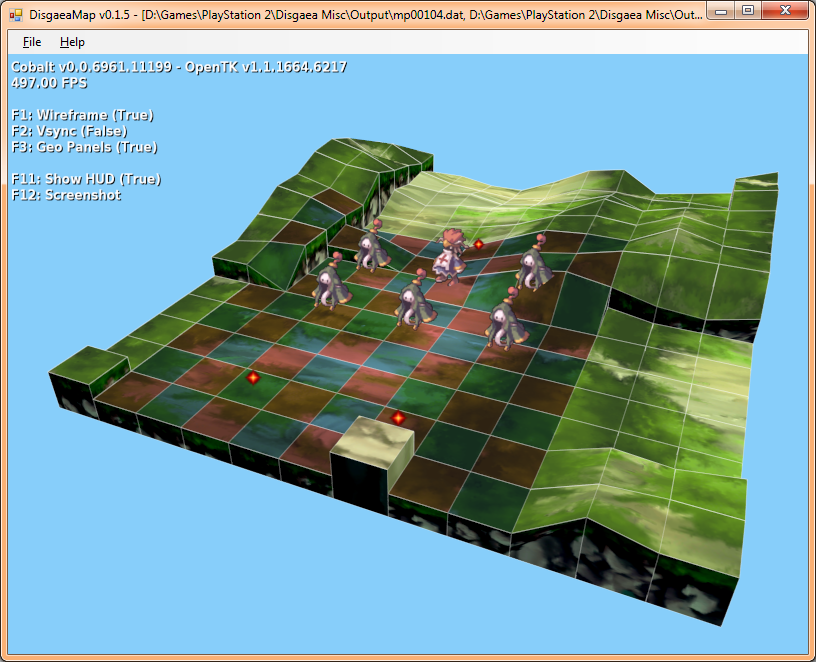 DisgaeaMap v0.1.5 - [D:\Games\PlayStation 2\Disgaea Misc\Output\mp00104.dat, D:\Games\PlayStation 2\Disgaea Misc\Out...
File Help
Cobalt v0.0.6961.11199 - OpenTK v1.1.1664.6217
497.00 FPS
F1: Wireframe (True)
F2: Vsync (False)
F3: Geo Panels (True)
F11: Show HUD (True)
F12: Screenshot